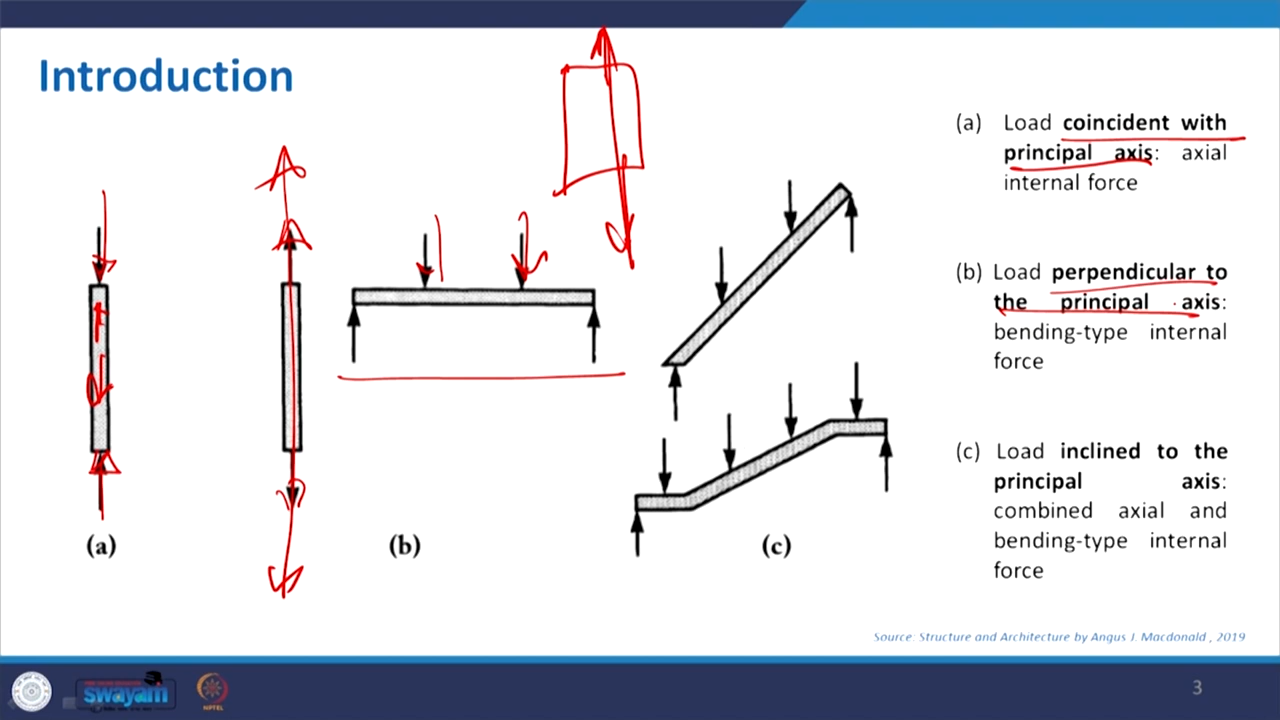 Introduction
(a) Load coincident with
principal axis: axial
internal force
(b) Load perpendicular to
the principal axis:
bending-type internal
force
(c) Load inclined to the
principal axis:
combined axial and
bending-type internal
force
(a)
(b)
(c)
Source: Structure and Architecture by Angus J. Macdonald , 2019
swayam
NPTEL
3